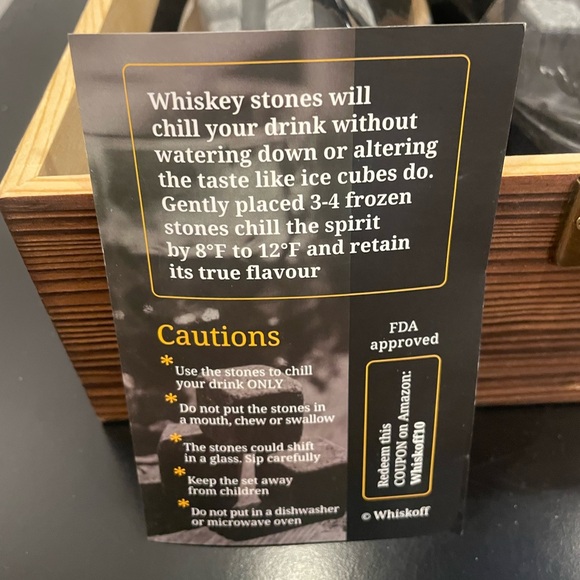 Whiskey stones will
chill your drink without
watering down or altering
the taste like ice cubes do.
Gently placed 3-4 frozen
stones chill the spirit
by 8°F to 12°F and retain
its true flavour
Cautions
*Use the stones to chill
your drink ONLY
*Do not put the stones in
a mouth, chew or swallow
*The stones could shift
in a glass. Sip carefully
*Keep the set away
from children
*Do not put in a dishwasher
or microwave oven
FDA
approved
Redeem this
COUPON on Amazon:
Whiskoff10
© Whiskoff